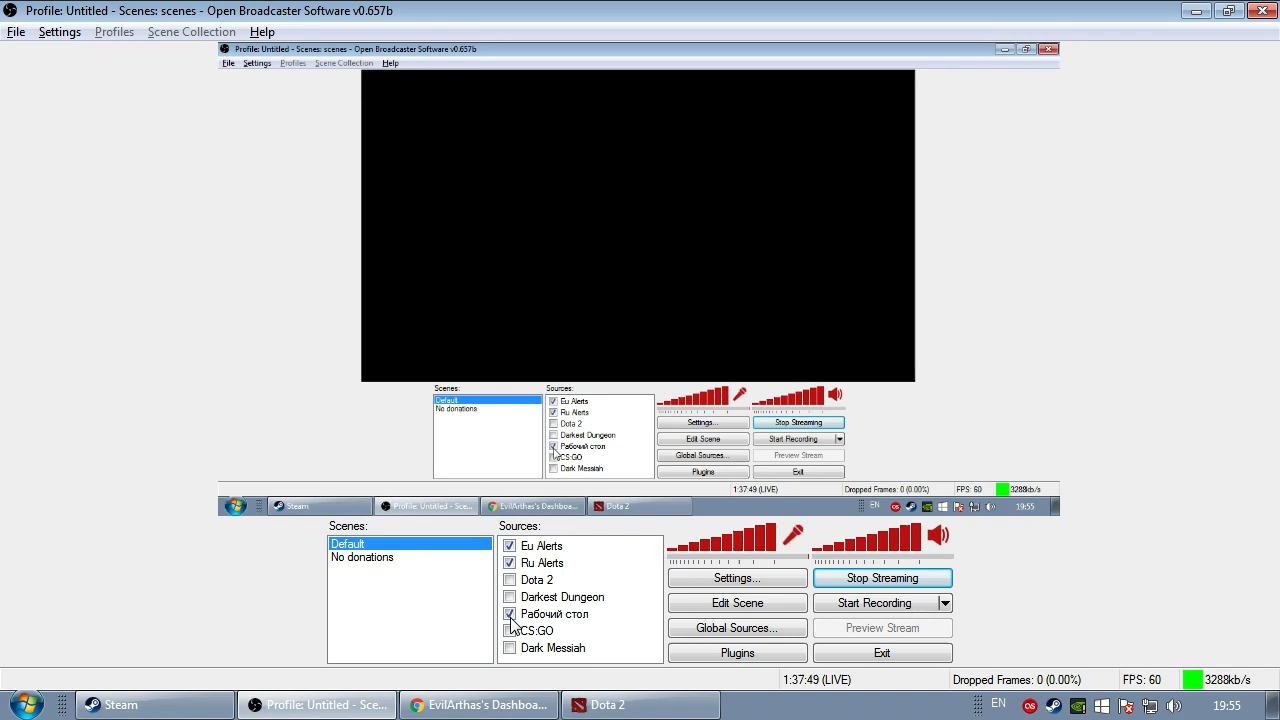 Profile: Untitled - Scenes: scenes - Open Broadcaster Software v0.657b
File Settings Profiles Scene Collection Help
Profile: Untitled - Scenes: scenes - Open Broadcaster Software v0.657b
File Settings Profiles Scene Collection Help
Scenes:
Default
No donations
Sources:
Eu Alerts
Ru Alerts
Dota 2
Darkest Dungeon
Рабочий стол
CS:GO
Dark Messiah
Settings...
Stop Streaming
Edit Scene
Start Recording
Global Sources...
Preview Stream
Plugins
Exit
1:37:49 (LIVE)
Dropped Frames: 0 (0.00%)
FPS: 60
3288kb/s
Steam
Profile: Untitled - Sce...
EvilArthas's Dashboa...
Dota 2
EN
19:55
Scenes:
Default
No donations
Sources:
Eu Alerts
Ru Alerts
Dota 2
Darkest Dungeon
Рабочий стол
CS:GO
Dark Messiah
Settings...
Stop Streaming
Edit Scene
Start Recording
Global Sources...
Preview Stream
Plugins
Exit
1:37:49 (LIVE)
Dropped Frames: 0 (0.00%)
FPS: 60
3288kb/s
Steam
Profile: Untitled - Sce...
EvilArthas's Dashboa...
Dota 2
EN
19:55